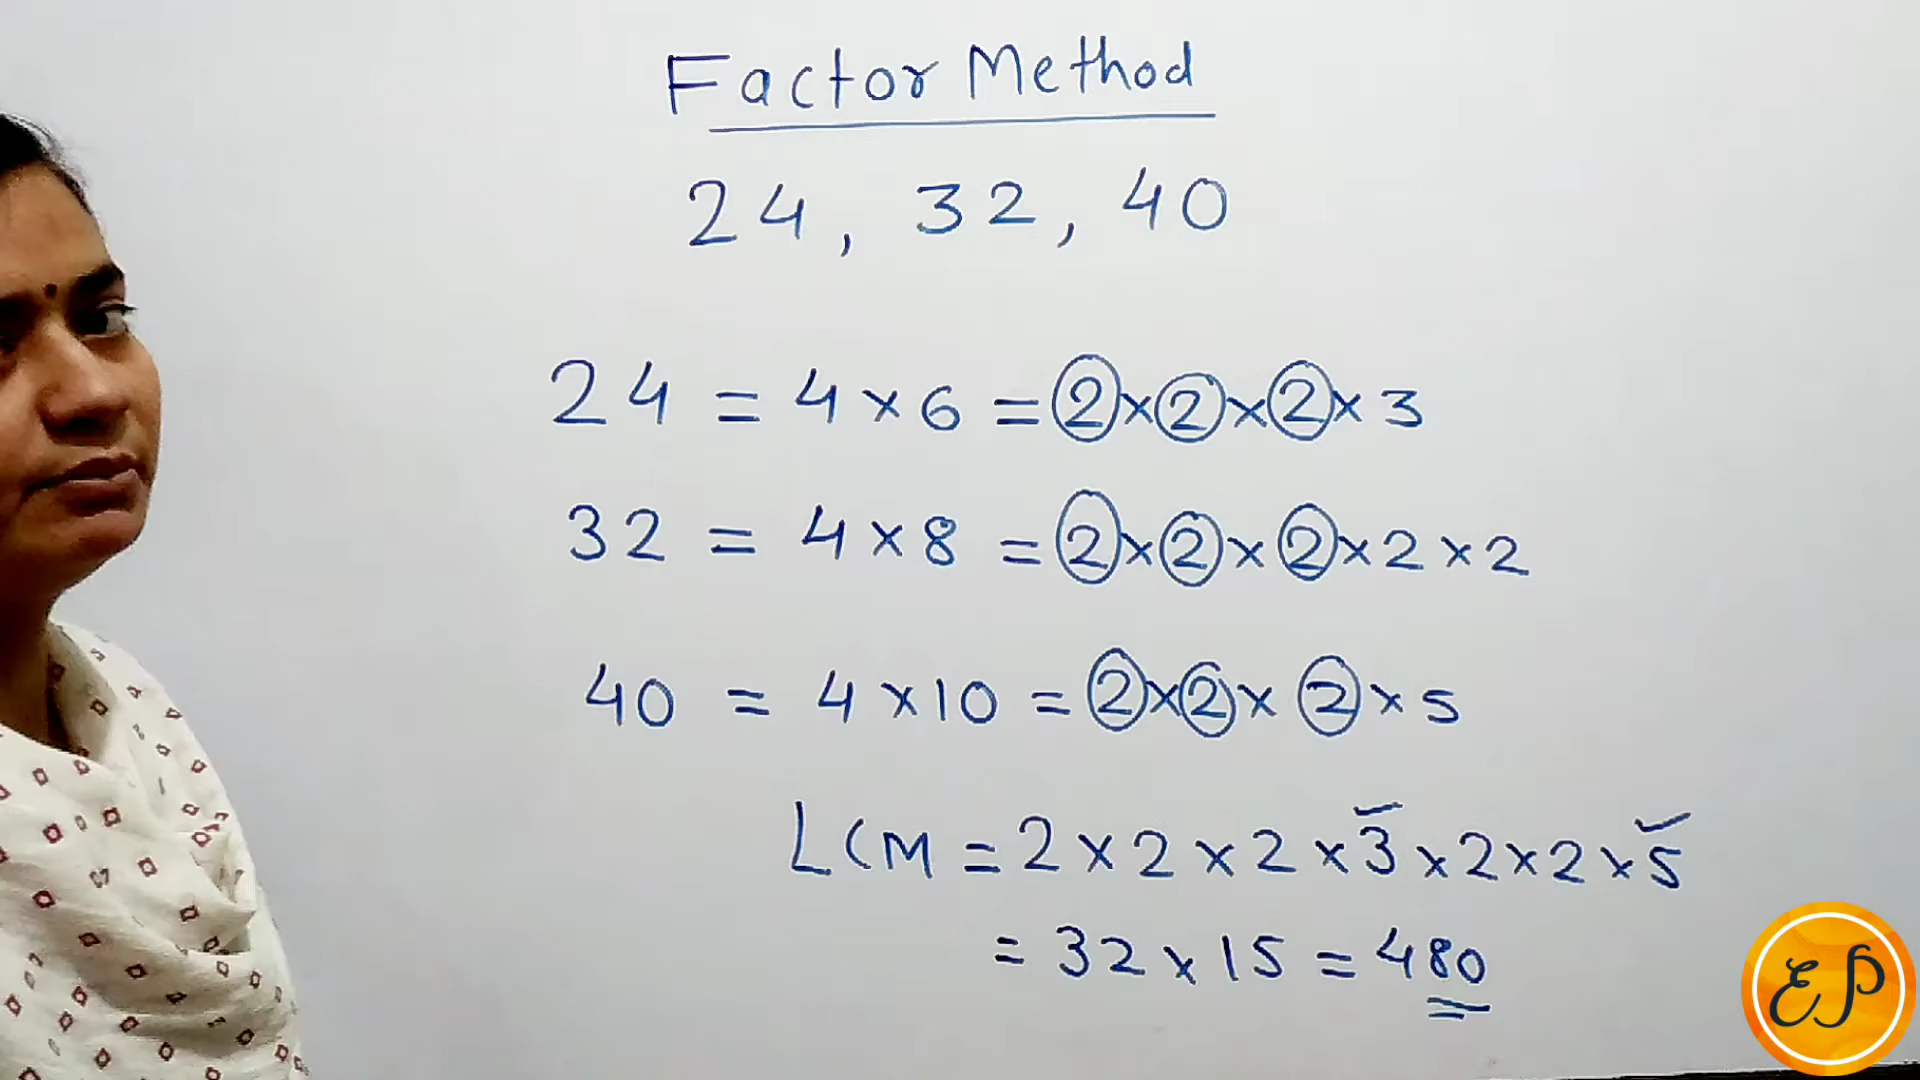 Factor Method
24, 32, 40
24 = 4 × 6 = 2 × 2 × 2 × 3
32 = 4 × 8 = 2 × 2 × 2 × 2 × 2
40 = 4 × 10 = 2 × 2 × 2 × 5
LCM = 2 × 2 × 2 × 3 × 2 × 2 × 5
= 32 × 15 = 480
EP